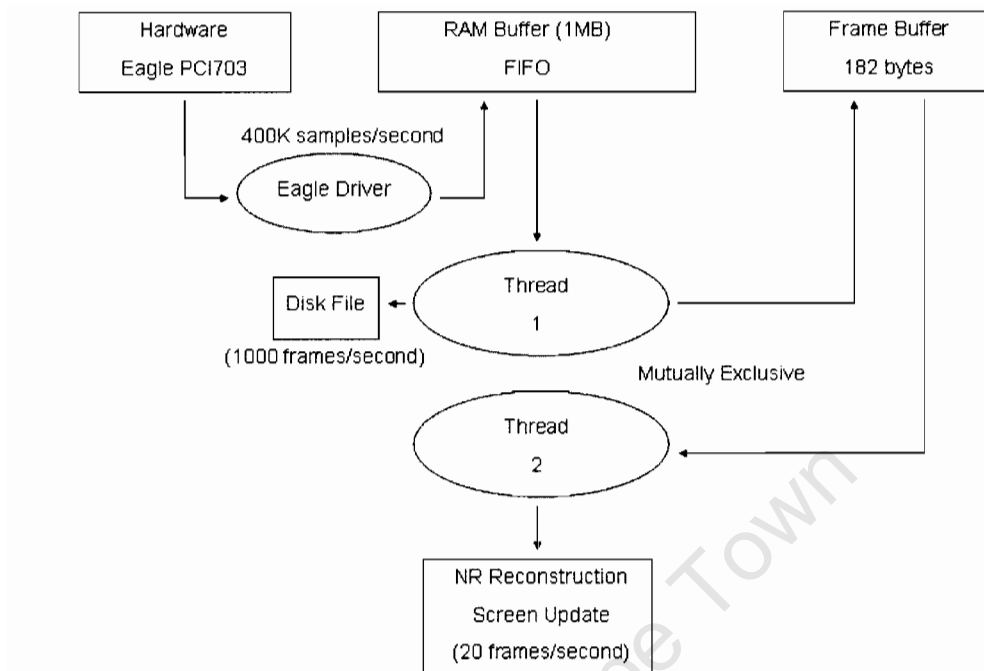 Hardware
Eagle PCI703
RAM Buffer (1MB)
FIFO
Frame Buffer
182 bytes
400K samples/second
Eagle Driver
Thread
1
Disk File
(1000 frames/second)
Mutually Exclusive
Thread
2
NR Reconstruction
Screen Update
(20 frames/second)
Town